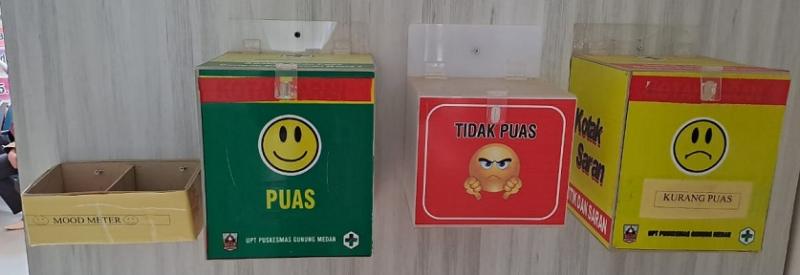 MOOD METER
PUAS
UPT PUSKESMAS GUNUNG MEDAN
TIDAK PUAS
Kotak
Saran
DAN SARAN
KURANG PUAS
UPT PUSKESMAS GUNUNG MEDAN